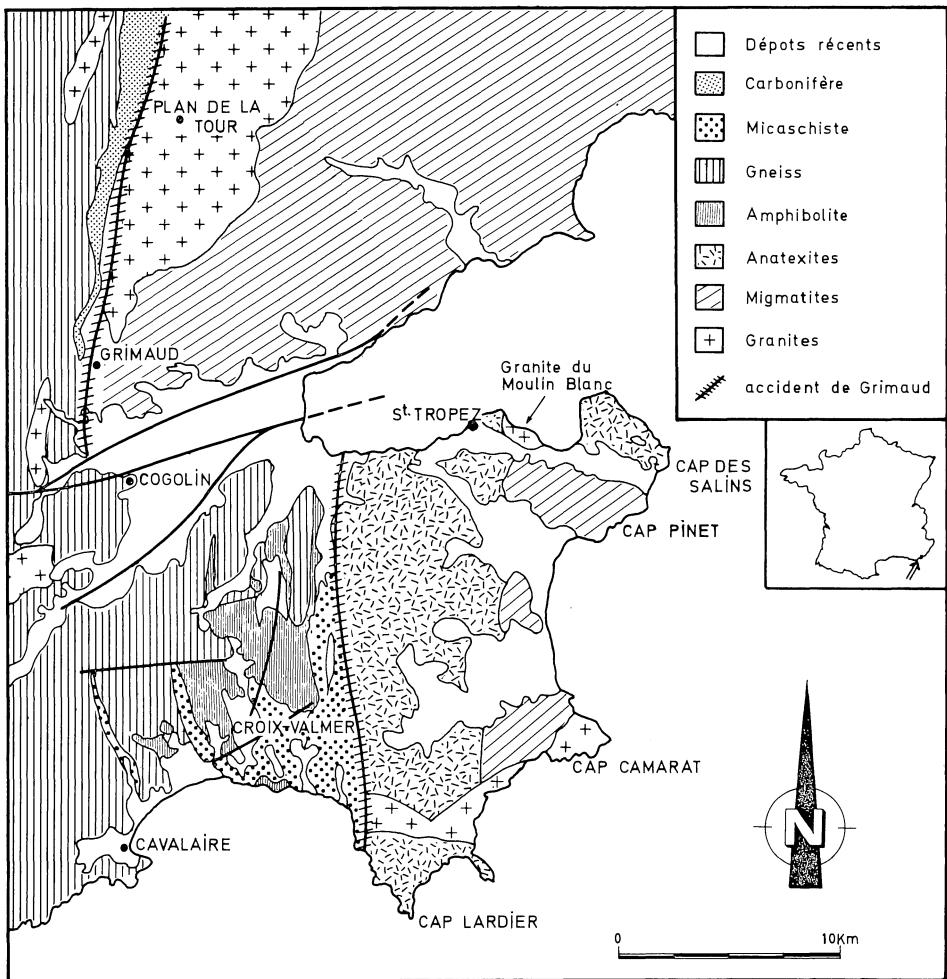 PLAN DE LA
TOUR
GRIMAUD
COGOLIN
Granite du
Moulin Blanc
St. TROPEZ
CAP DES
SALINS
CAP PINET
CROIX-VALMER
CAP CAMARAT
CAVALAIRE
CAP LARDIER
Dépots récents
Carbonifère
Micaschiste
Gneiss
Amphibolite
Anatexites
Migmatites
Granites
accident de Grimaud
N
0 10Km